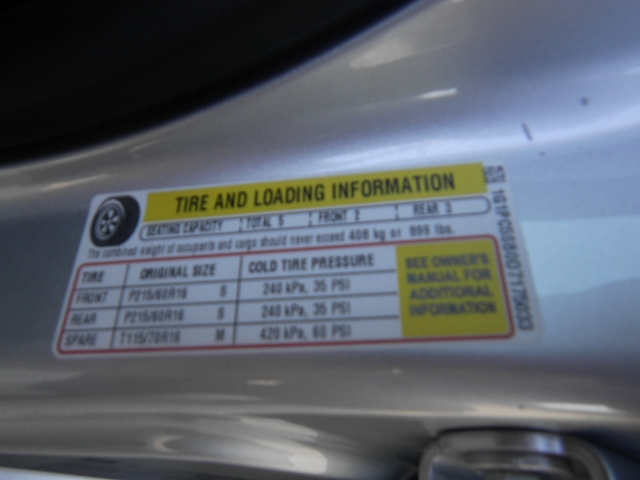 TIRE AND LOADING INFORMATION
SEATING CAPACITY TOTAL 5 FRONT 2 REAR 3
The combined weight of occupants and cargo should never exceed 408 kg or 899 lbs.
TIRE ORIGINAL SIZE COLD TIRE PRESSURE
FRONT P215/60R16 S 240 kPa, 35 PSI
REAR P215/60R16 S 240 kPa, 35 PSI
SPARE T115/70R16 M 420 kPa, 60 PSI
SEE OWNER'S
MANUAL FOR
ADDITIONAL
INFORMATION